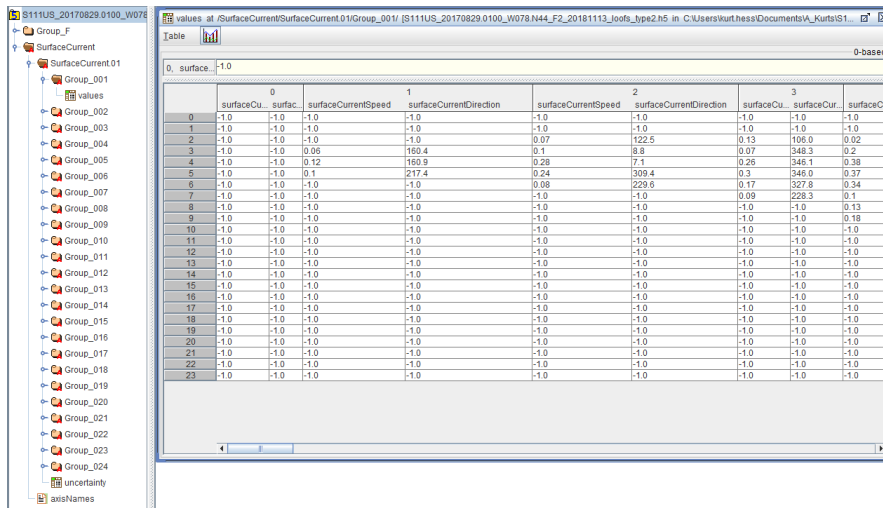 S111US_20170829.0100_W078
Group_F
SurfaceCurrent
SurfaceCurrent.01
Group_001
values
Group_002
Group_003
Group_004
Group_005
Group_006
Group_007
Group_008
Group_009
Group_010
Group_011
Group_012
Group_013
Group_014
Group_015
Group_016
Group_017
Group_018
Group_019
Group_020
Group_021
Group_022
Group_023
Group_024
uncertainty
axisNames
values at /SurfaceCurrent/SurfaceCurrent.01/Group_001/ [S111US_20170829.0100_W078.N44_F2_20181113_loofs_type2.h5 in C:\Users\kurt.hess\Documents\A_Kurts\S1...
Table
0-based
0, surface... -1.0
0 1 2 3
surfaceCu... surfac... surfaceCurrentSpeed surfaceCurrentDirection surfaceCurrentSpeed surfaceCurrentDirection surfaceCu... surfaceCur... surfaceC
0 -1.0 -1.0 -1.0 -1.0 -1.0 -1.0 -1.0 -1.0 -1.0
1 -1.0 -1.0 -1.0 -1.0 -1.0 -1.0 -1.0 -1.0 -1.0
2 -1.0 -1.0 -1.0 -1.0 0.07 122.5 0.13 106.0 0.02
3 -1.0 -1.0 0.06 160.4 0.1 8.8 0.07 348.3 0.2
4 -1.0 -1.0 0.12 160.9 0.28 7.1 0.26 346.1 0.38
5 -1.0 -1.0 0.1 217.4 0.24 309.4 0.3 346.0 0.37
6 -1.0 -1.0 -1.0 -1.0 0.08 229.6 0.17 327.8 0.34
7 -1.0 -1.0 -1.0 -1.0 -1.0 -1.0 0.09 228.3 0.1
8 -1.0 -1.0 -1.0 -1.0 -1.0 -1.0 -1.0 -1.0 0.13
9 -1.0 -1.0 -1.0 -1.0 -1.0 -1.0 -1.0 -1.0 0.18
10 -1.0 -1.0 -1.0 -1.0 -1.0 -1.0 -1.0 -1.0 -1.0
11 -1.0 -1.0 -1.0 -1.0 -1.0 -1.0 -1.0 -1.0 -1.0
12 -1.0 -1.0 -1.0 -1.0 -1.0 -1.0 -1.0 -1.0 -1.0
13 -1.0 -1.0 -1.0 -1.0 -1.0 -1.0 -1.0 -1.0 -1.0
14 -1.0 -1.0 -1.0 -1.0 -1.0 -1.0 -1.0 -1.0 -1.0
15 -1.0 -1.0 -1.0 -1.0 -1.0 -1.0 -1.0 -1.0 -1.0
16 -1.0 -1.0 -1.0 -1.0 -1.0 -1.0 -1.0 -1.0 -1.0
17 -1.0 -1.0 -1.0 -1.0 -1.0 -1.0 -1.0 -1.0 -1.0
18 -1.0 -1.0 -1.0 -1.0 -1.0 -1.0 -1.0 -1.0 -1.0
19 -1.0 -1.0 -1.0 -1.0 -1.0 -1.0 -1.0 -1.0 -1.0
20 -1.0 -1.0 -1.0 -1.0 -1.0 -1.0 -1.0 -1.0 -1.0
21 -1.0 -1.0 -1.0 -1.0 -1.0 -1.0 -1.0 -1.0 -1.0
22 -1.0 -1.0 -1.0 -1.0 -1.0 -1.0 -1.0 -1.0 -1.0
23 -1.0 -1.0 -1.0 -1.0 -1.0 -1.0 -1.0 -1.0 -1.0